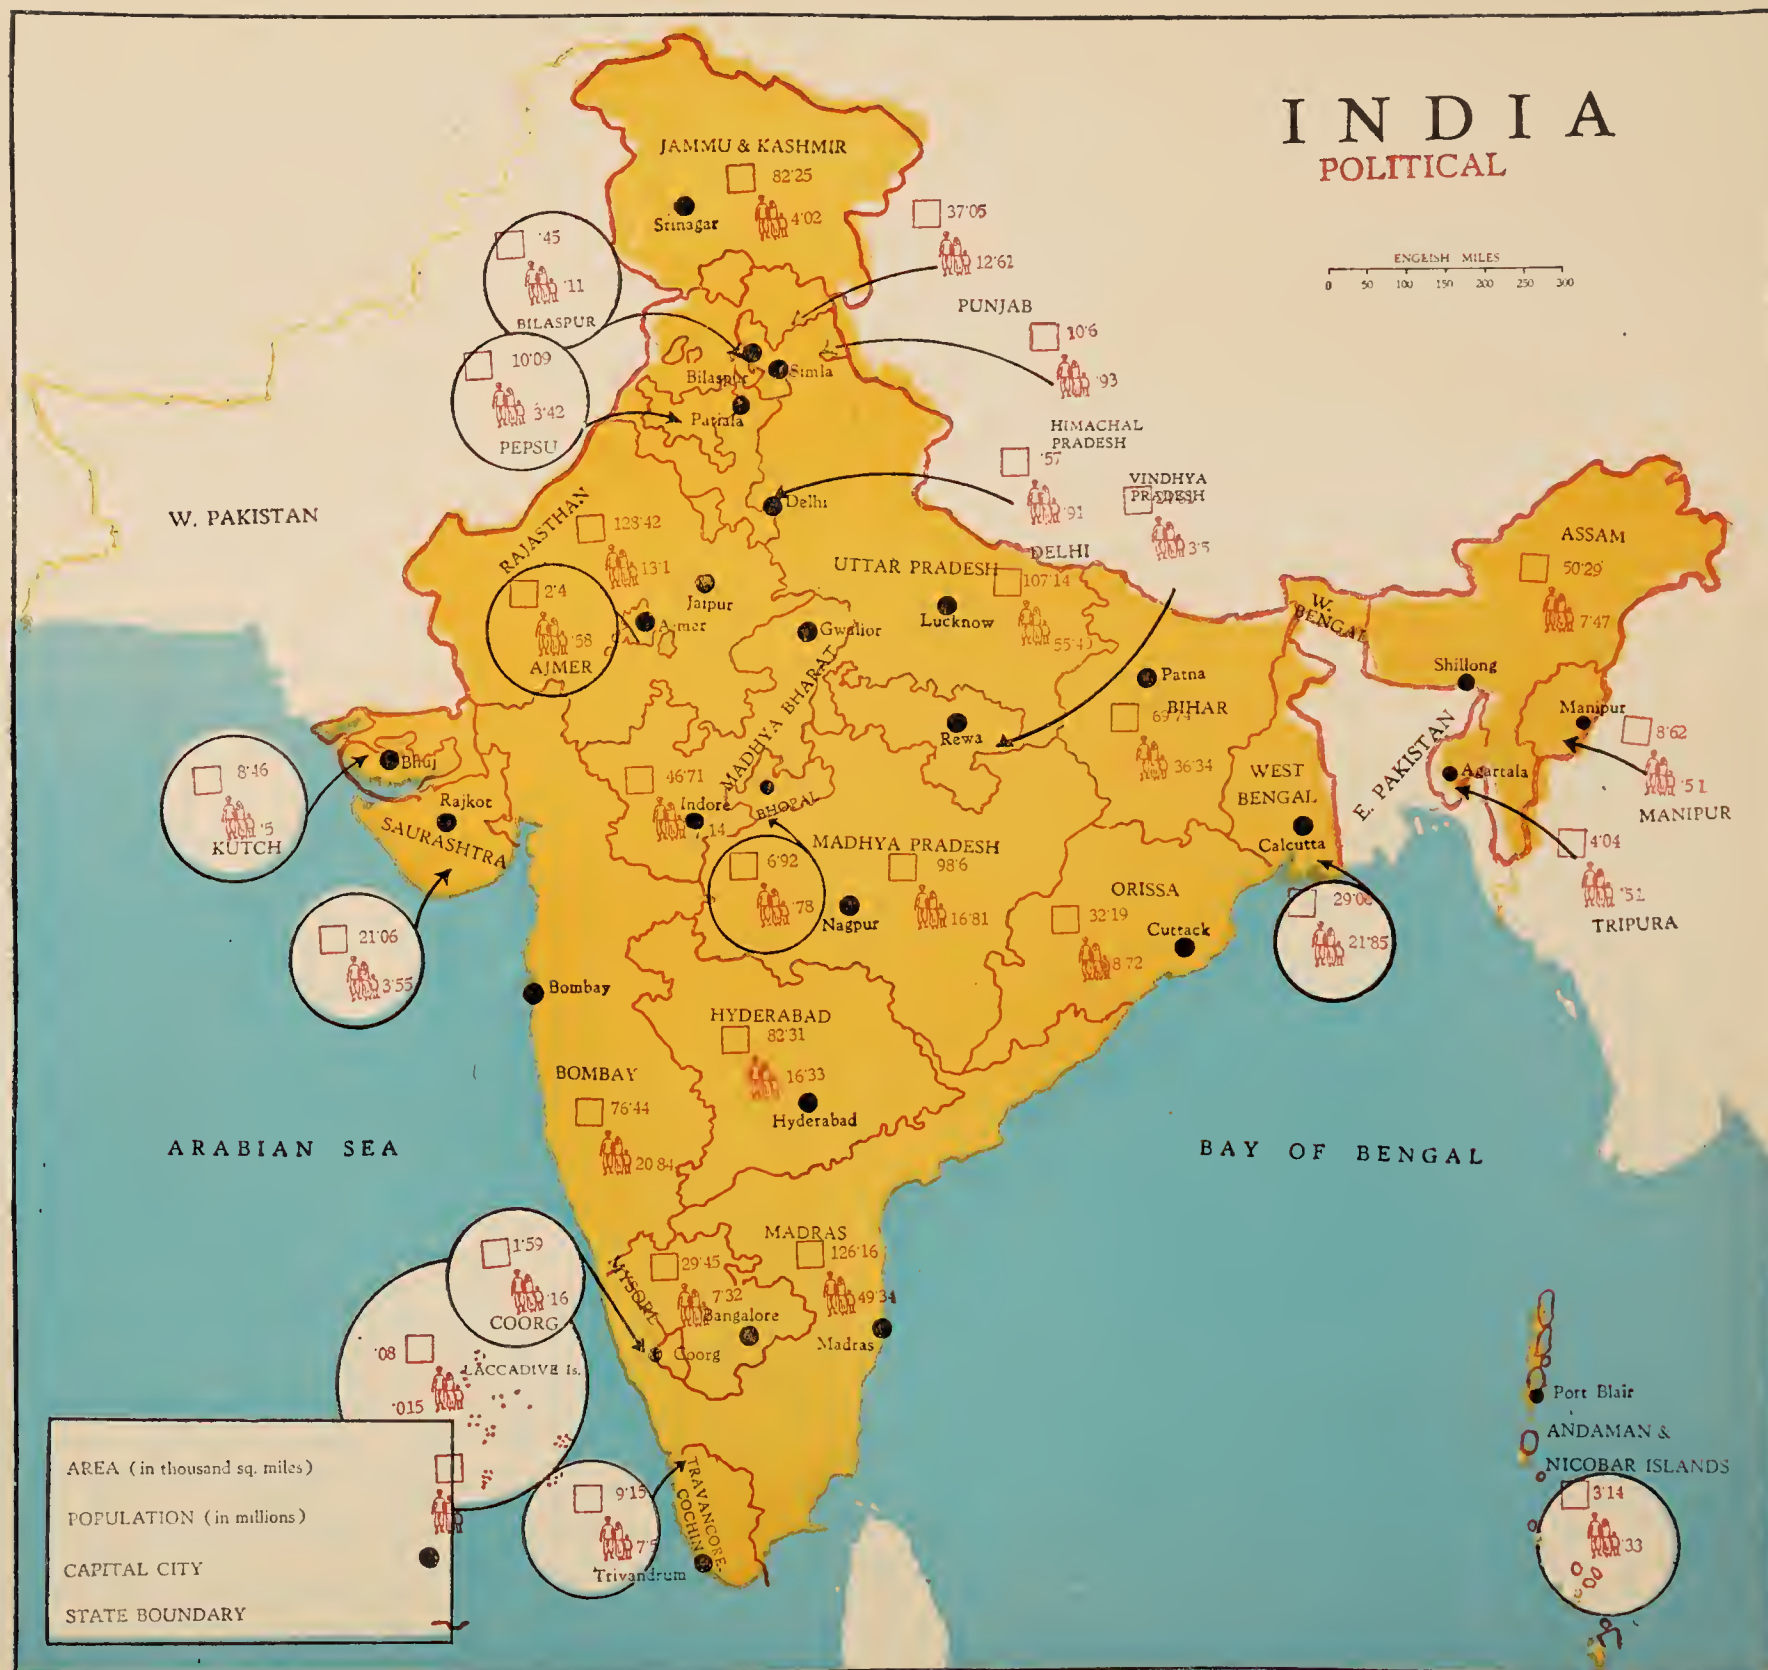 INDIA
POLITICAL
ENGLISH MILES
0 50 100 150 200 250 300
JAMMU & KASHMIR
82·25
4·02
Srinagar
37·05
12·61
PUNJAB
·45
·11
BILASPUR
10·09
3·42
PEPSU
10·6
·93
HIMACHAL
PRADESH
Bilaspur
Simla
Patiala
·57
·91
DELHI
Delhi
VINDHYA
PRADESH
3·5
W. PAKISTAN
RAJASTHAN
128·42
13·1
Jaipur
2·4
·58
AJMER
Ajmer
UTTAR PRADESH
107·14
Lucknow
Gwalior
MADHYA BHARAT
46·71
Indore
ASSAM
50·29
7·47
Shillong
W.
BENGAL
Patna
BIHAR
36·34
Rewa
Manipur
8·62
·51
MANIPUR
E. PAKISTAN
Agartala
4·04
TRIPURA
WEST
BENGAL
Calcutta
21·85
8·46
·5
KUTCH
Bhuj
Rajkot
SAURASHTRA
21·06
3·55
BHOPAL
6·92
·78
MADHYA PRADESH
98·6
16·81
Nagpur
ORISSA
32·19
8·72
Cuttack
Bombay
HYDERABAD
82·31
16·33
Hyderabad
BOMBAY
76·44
20·84
ARABIAN SEA
BAY OF BENGAL
MADRAS
126·16
49·34
Madras
MYSORE
29·45
7·32
Bangalore
1·59
·16
COORG
Coorg
·08
LACCADIVE Is.
·015
9·15
TRAVANCORE-
COCHIN
Trivandrum
Port Blair
ANDAMAN &
NICOBAR ISLANDS
3·14
·33
AREA (in thousand sq. miles)
POPULATION (in millions)
CAPITAL CITY
STATE BOUNDARY